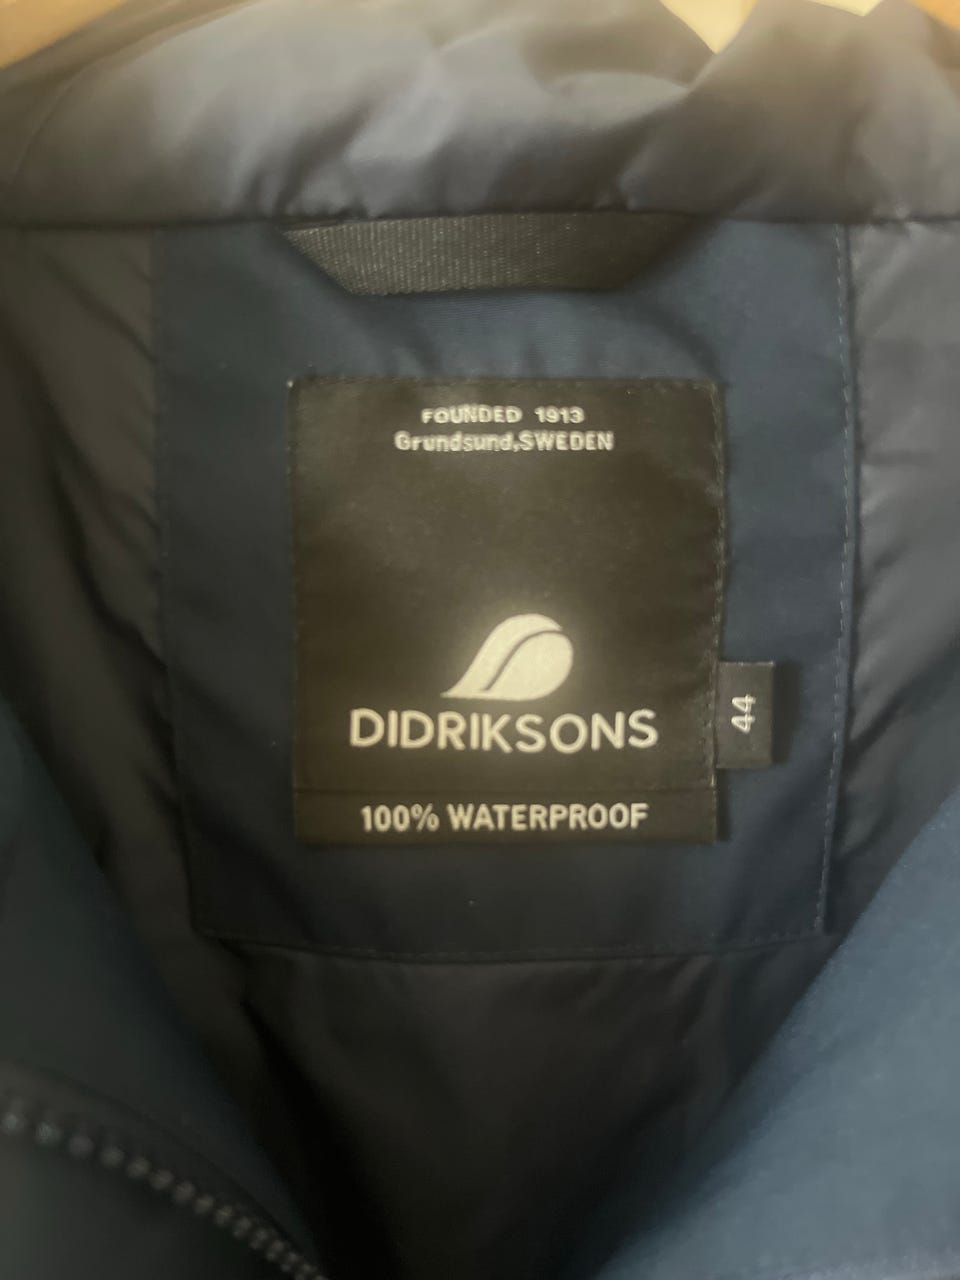 FOUNDED 1913
Grundsund,SWEDEN
DIDRIKSONS
44
100% WATERPROOF